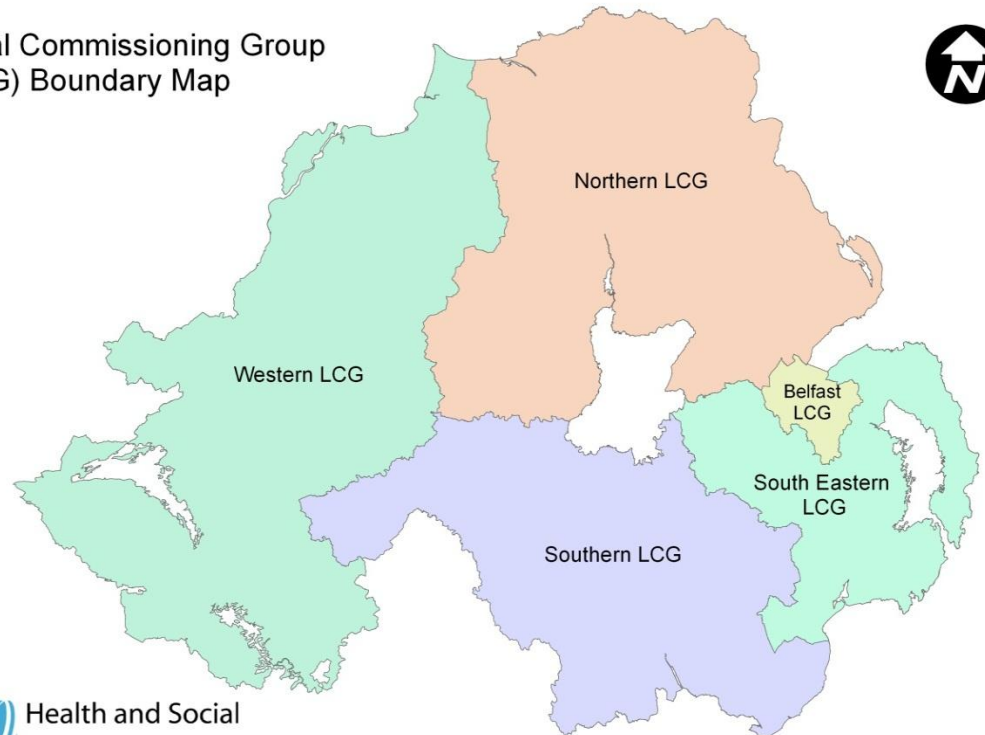 al Commissioning Group
G) Boundary Map
N
Northern LCG
Western LCG
Belfast
LCG
South Eastern
LCG
Southern LCG
Health and Social